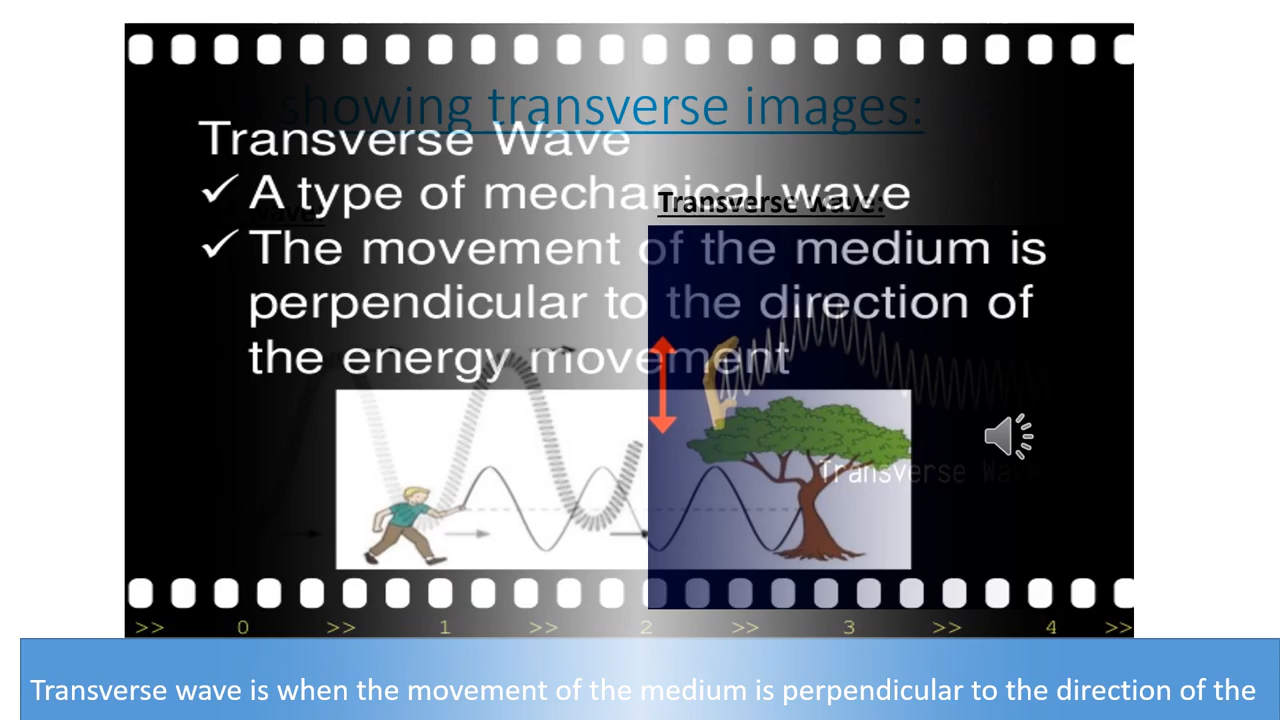 showing transverse images:
Transverse Wave
✓ A type of mechanical wave
wave:
Transverse wave:
✓ The movement of the medium is
perpendicular to the direction of
the energy movement
Transverse
>> 0 >> 1 >> 2 >> 3 >> 4 >>
Transverse wave is when the movement of the medium is perpendicular to the direction of the